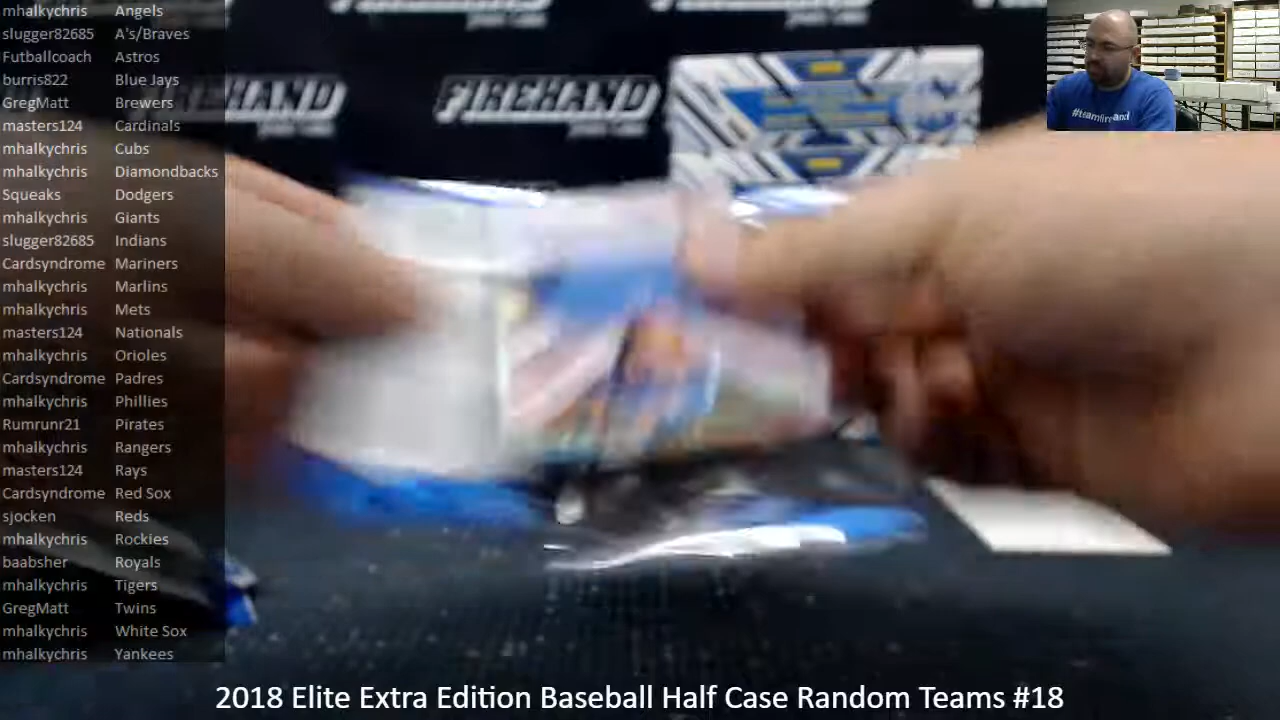 mhalkychris Angels
slugger82685 A's/Braves
Futballcoach Astros
burris822 Blue Jays
GregMatt Brewers
masters124 Cardinals
mhalkychris Cubs
mhalkychris Diamondbacks
Squeaks Dodgers
mhalkychris Giants
slugger82685 Indians
Cardsyndrome Mariners
mhalkychris Marlins
mhalkychris Mets
masters124 Nationals
mhalkychris Orioles
Cardsyndrome Padres
mhalkychris Phillies
Rumrunr21 Pirates
mhalkychris Rangers
masters124 Rays
Cardsyndrome Red Sox
sjocken Reds
mhalkychris Rockies
baabsher Royals
mhalkychris Tigers
GregMatt Twins
mhalkychris White Sox
mhalkychris Yankees
FIREHAND
#teamfirehand
2018 Elite Extra Edition Baseball Half Case Random Teams #18